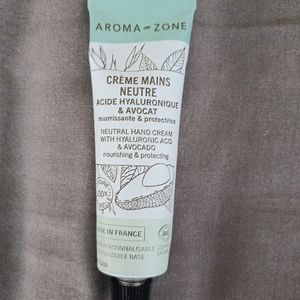 AROMA-ZONE
CRÈME MAINS
NEUTRE
ACIDE HYALURONIQUE
& AVOCAT
nourrissante & protectrice
NEUTRAL HAND CREAM
WITH HYALURONIC ACID
& AVOCADO
nourishing & protecting
100%
MADE IN FRANCE
BIO